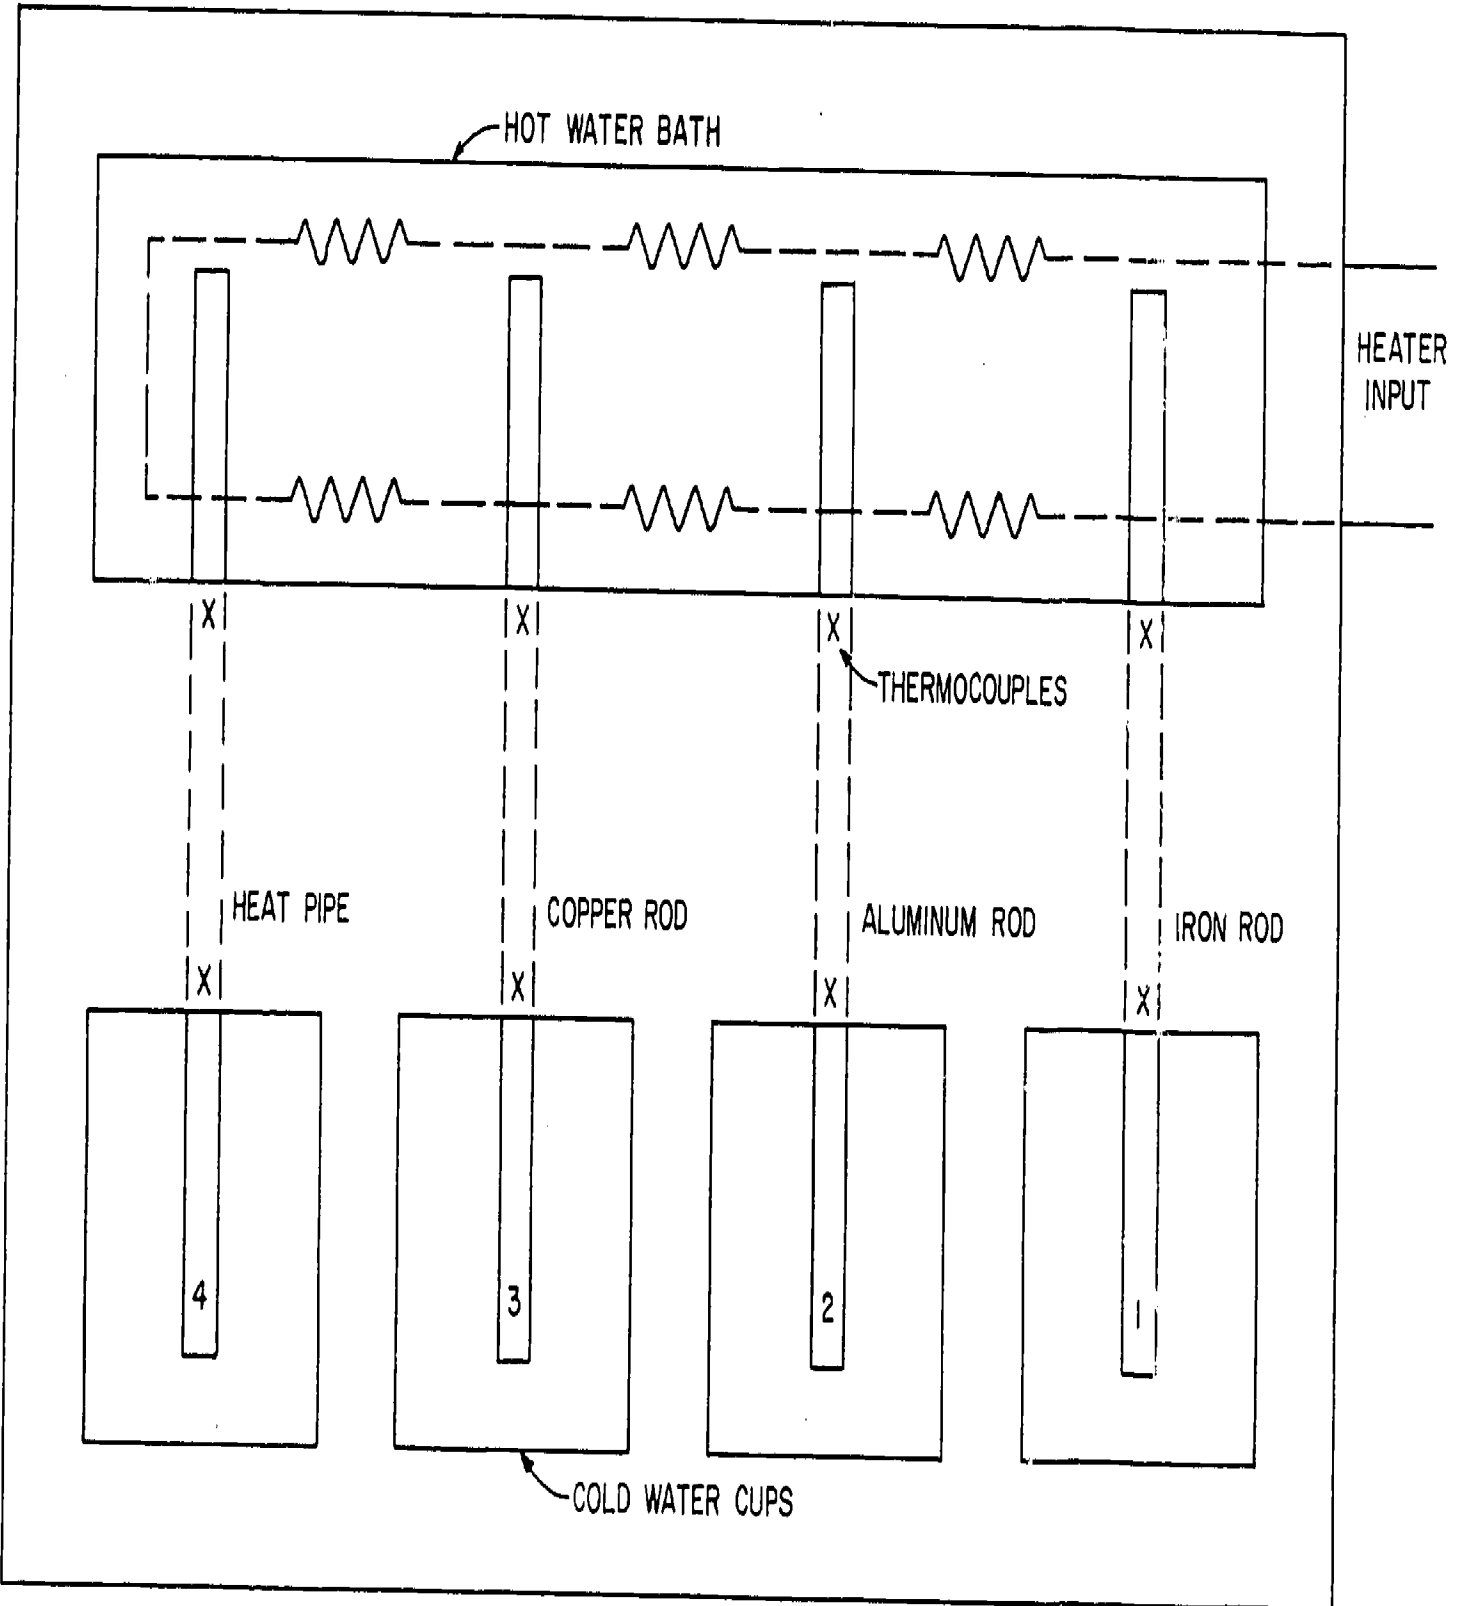 HOT WATER BATH
HEATER
INPUT
X
X
X
X
THERMOCOUPLES
HEAT PIPE
COPPER ROD
ALUMINUM ROD
IRON ROD
X
X
X
X
4
3
2
1
COLD WATER CUPS